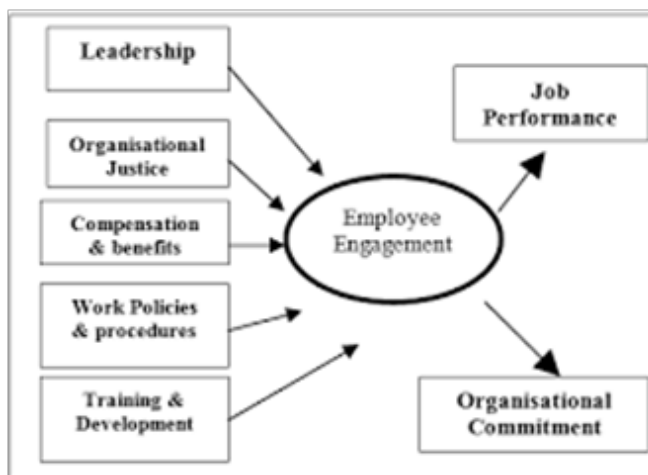 Leadership
Organisational
Justice
Compensation
& benefits
Work Policies
& procedures
Training &
Development
Employee
Engagement
Job
Performance
Organisational
Commitment